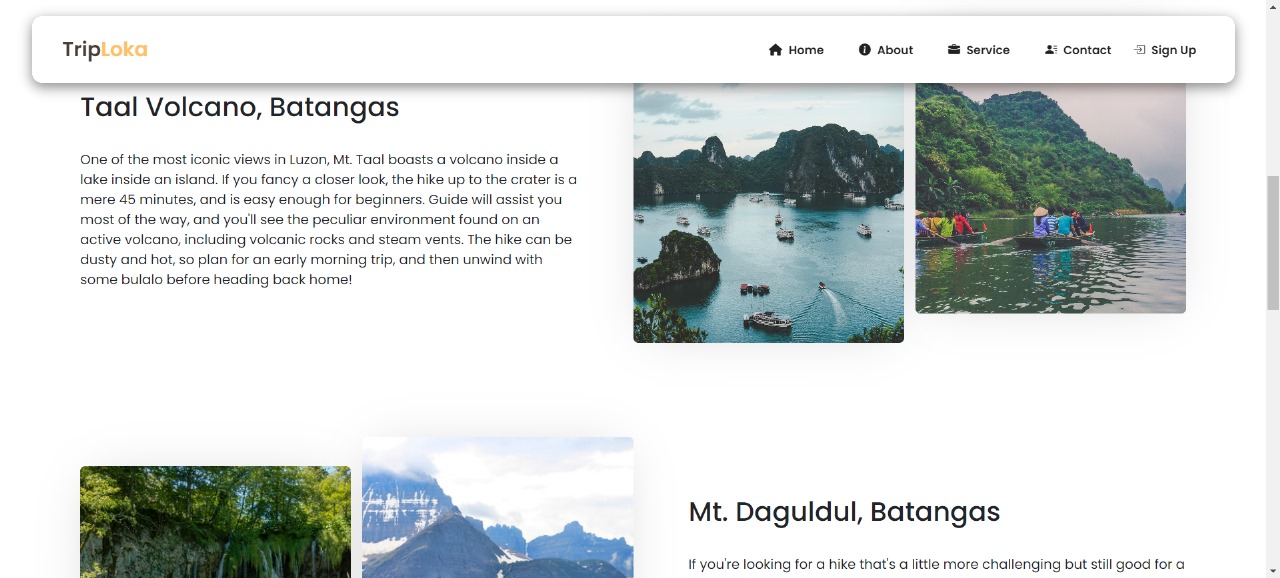 TripLoka
Home
About
Service
Contact
Sign Up
Taal Volcano, Batangas
One of the most iconic views in Luzon, Mt. Taal boasts a volcano inside a
lake inside an island. If you fancy a closer look, the hike up to the crater is a
mere 45 minutes, and is easy enough for beginners. Guide will assist you
most of the way, and you'll see the peculiar environment found on an
active volcano, including volcanic rocks and steam vents. The hike can be
dusty and hot, so plan for an early morning trip, and then unwind with
some bulalo before heading back home!
Mt. Daguldul, Batangas
If you're looking for a hike that's a little more challenging but still good for a